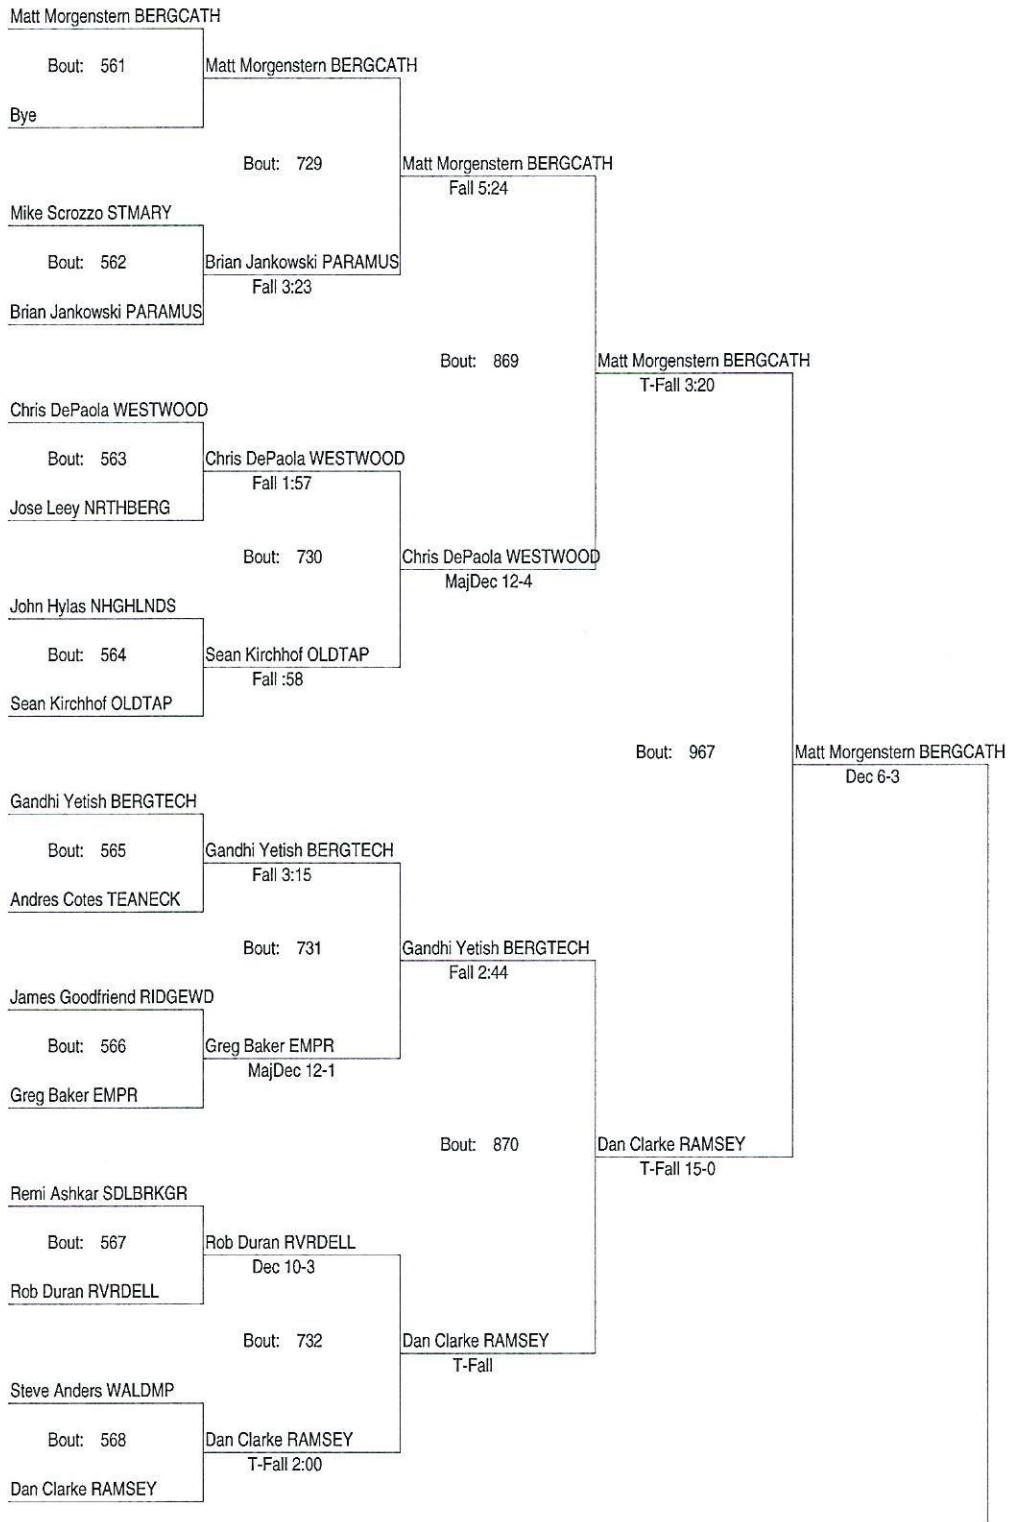 Matt Morgenstern BERGCATH
Bout: 561
Matt Morgenstern BERGCATH
Bye
Bout: 729
Matt Morgenstern BERGCATH
Fall 5:24
Mike Scrozzo STMARY
Bout: 562
Brian Jankowski PARAMUS
Fall 3:23
Brian Jankowski PARAMUS
Bout: 869
Matt Morgenstern BERGCATH
T-Fall 3:20
Chris DePaola WESTWOOD
Bout: 563
Chris DePaola WESTWOOD
Fall 1:57
Jose Leey NRTHBERG
Bout: 730
Chris DePaola WESTWOOD
MajDec 12-4
John Hylas NHGHLNDS
Bout: 564
Sean Kirchhof OLDTAP
Fall :58
Sean Kirchhof OLDTAP
Bout: 967
Matt Morgenstern BERGCATH
Dec 6-3
Gandhi Yetish BERGTECH
Bout: 565
Gandhi Yetish BERGTECH
Fall 3:15
Andres Cotes TEANECK
Bout: 731
Gandhi Yetish BERGTECH
Fall 2:44
James Goodfriend RIDGEWD
Bout: 566
Greg Baker EMPR
MajDec 12-1
Greg Baker EMPR
Bout: 870
Dan Clarke RAMSEY
T-Fall 15-0
Remi Ashkar SDLBRKGR
Bout: 567
Rob Duran RVRDELL
Dec 10-3
Rob Duran RVRDELL
Bout: 732
Dan Clarke RAMSEY
T-Fall
Steve Anders WALDMP
Bout: 568
Dan Clarke RAMSEY
T-Fall 2:00
Dan Clarke RAMSEY